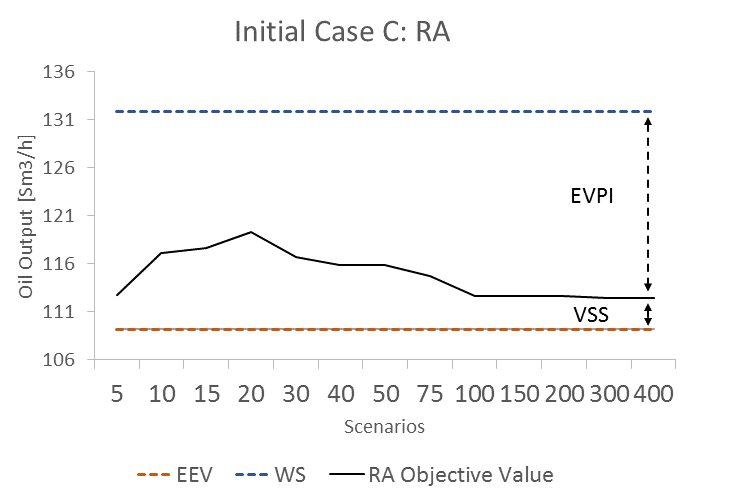 Initial Case C: RA
136
131
126
121
116
111
106
Oil Output [Sm3/h]
EVPI
VSS
5 10 15 20 30 40 50 75 100 150 200 300 400
Scenarios
EEV WS RA Objective Value